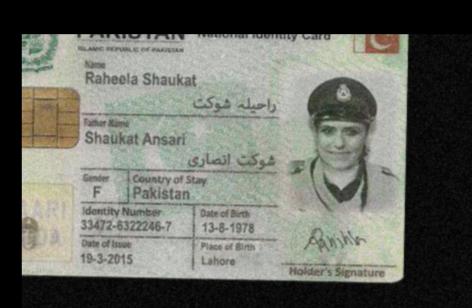 PAKISTAN National Identity Card
ISLAMIC REPUBLIC OF PAKISTAN
Name
Raheela Shaukat
راحیلہ شوکت
Father Name
Shaukat Ansari
شوکت انصاری
Gender Country of Stay
F Pakistan
Identity Number Date of Birth
33472-6322246-7 13-8-1978
Date of Issue Place of Birth
19-3-2015 Lahore
Holder's Signature